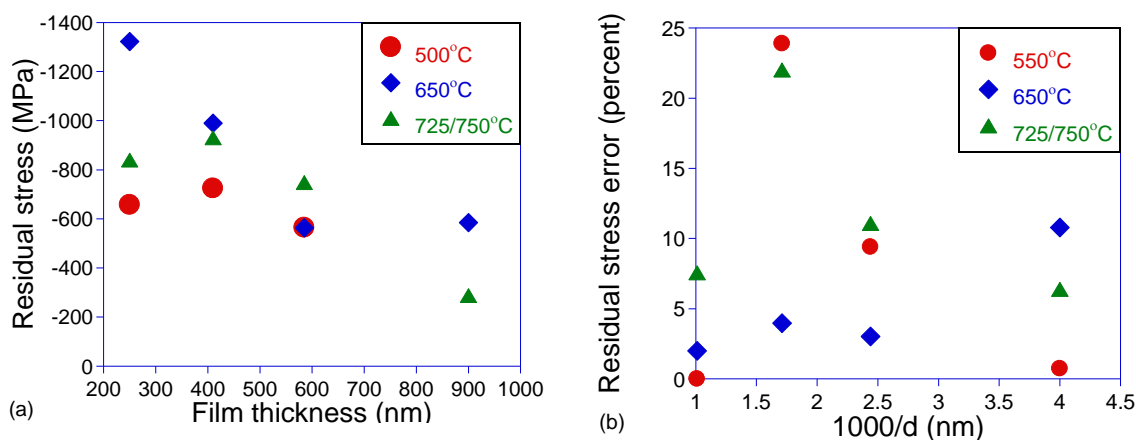 -1400
-1200
-1000
-800
-600
-400
-200
0
200 300 400 500 600 700 800 900 1000
Residual stress (MPa)
Film thickness (nm)
500°C
650°C
725/750°C
(a)
25
20
15
10
5
0
1 1.5 2 2.5 3 3.5 4 4.5
Residual stress error (percent)
1000/d (nm)
550°C
650°C
725/750°C
(b)